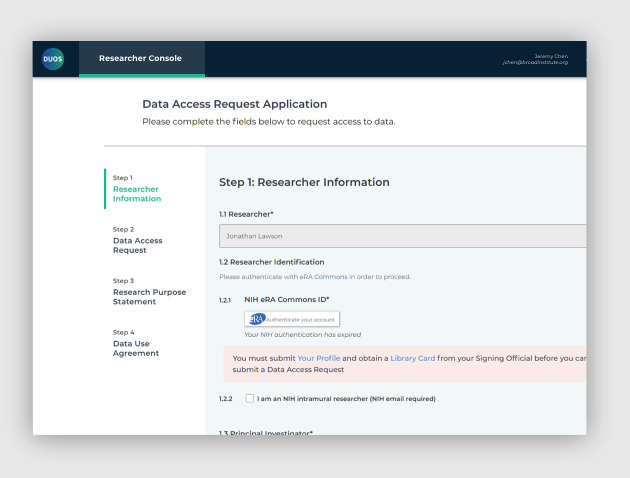 DUOS
Researcher Console
Jeremy Chen
jchen@broadinstitute.org
Data Access Request Application
Please complete the fields below to request access to data.
Step 1
Researcher
Information
Step 2
Data Access
Request
Step 3
Research Purpose
Statement
Step 4
Data Use
Agreement
Step 1: Researcher Information
1.1 Researcher*
Jonathan Lawson
1.2 Researcher Identification
Please authenticate with eRA Commons in order to proceed.
1.2.1 NIH eRA Commons ID*
eRA Authenticate your account
Your NIH authentication has expired
You must submit Your Profile and obtain a Library Card from your Signing Official before you can
submit a Data Access Request
1.2.2 I am an NIH intramural researcher (NIH email required)
1.3 Principal Investigator*